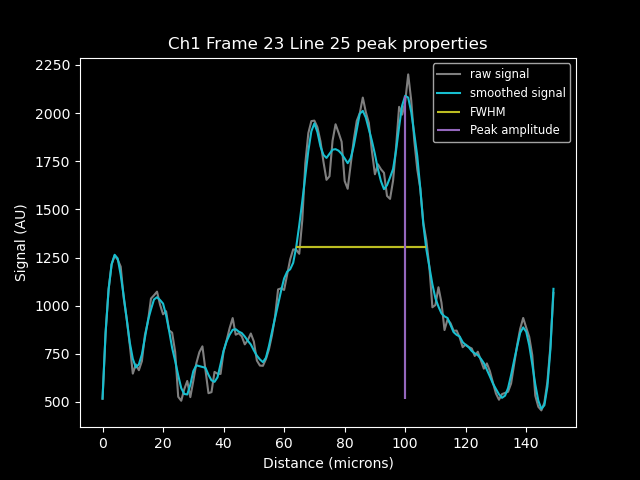 Ch1 Frame 23 Line 25 peak properties
raw signal
smoothed signal
FWHM
Peak amplitude
Signal (AU)
2250
2000
1750
1500
1250
1000
750
500
0 20 40 60 80 100 120 140
Distance (microns)